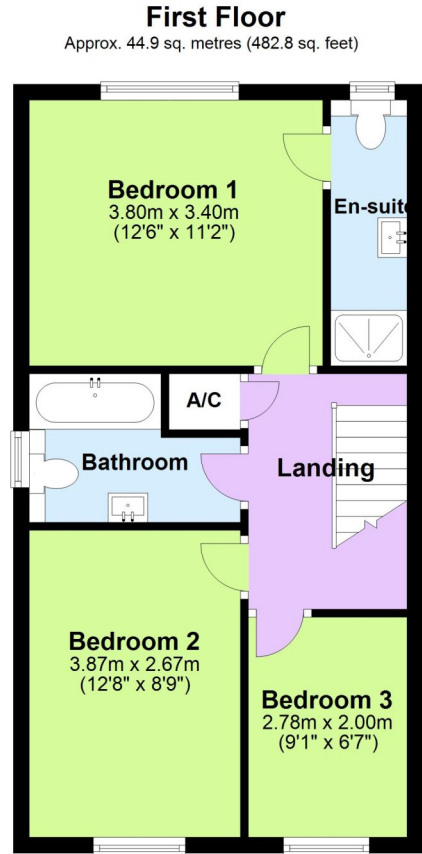 First Floor
Approx. 44.9 sq. metres (482.8 sq. feet)
Bedroom 1
3.80m x 3.40m
(12'6" x 11'2")
En-suite
A/C
Bathroom
Landing
Bedroom 2
3.87m x 2.67m
(12'8" x 8'9")
Bedroom 3
2.78m x 2.00m
(9'1" x 6'7")